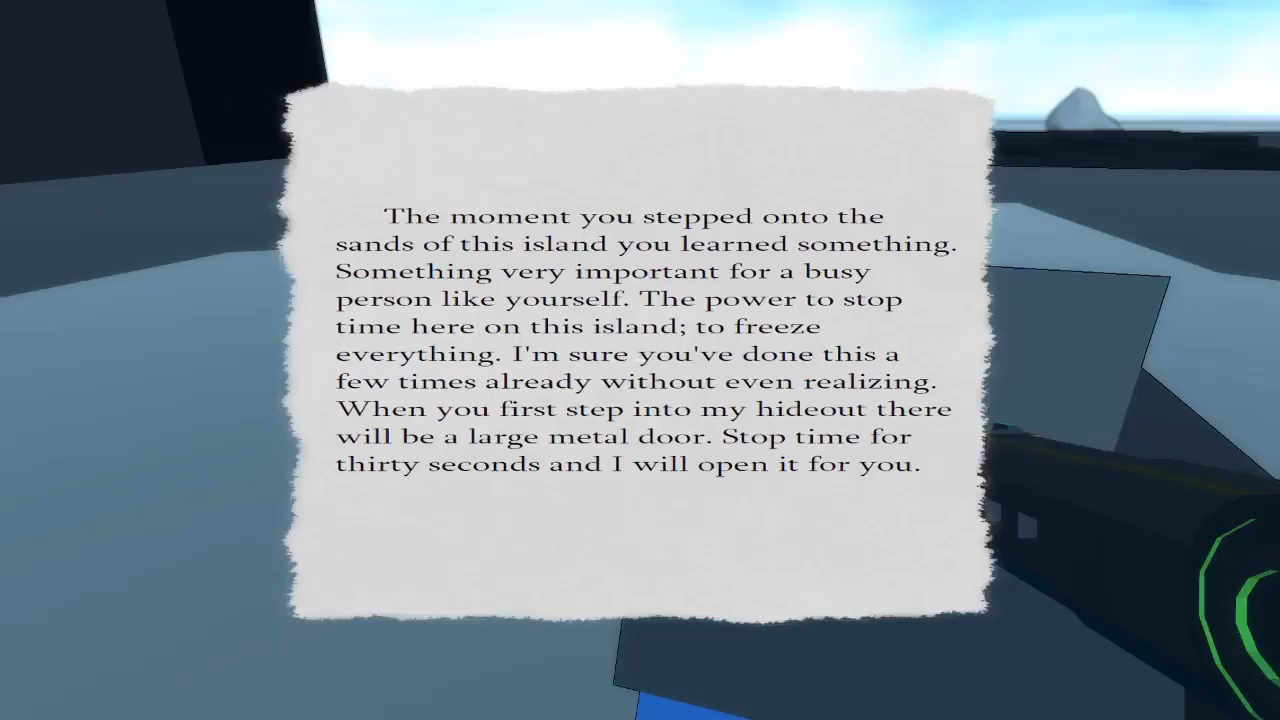 The moment you stepped onto the
sands of this island you learned something.
Something very important for a busy
person like yourself. The power to stop
time here on this island; to freeze
everything. I'm sure you've done this a
few times already without even realizing.
When you first step into my hideout there
will be a large metal door. Stop time for
thirty seconds and I will open it for you.